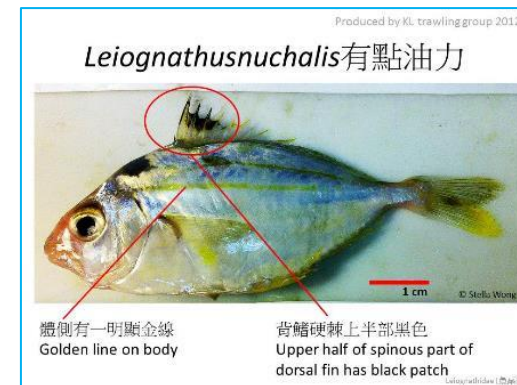 Produced by KL trawling group 2012
Leiognathusnuchalis有點油力
1 cm
© Stella Wong
體側有一明顯金線
Golden line on body
背鰭硬棘上半部黑色
Upper half of spinous part of
dorsal fin has black patch
Leiognathidae